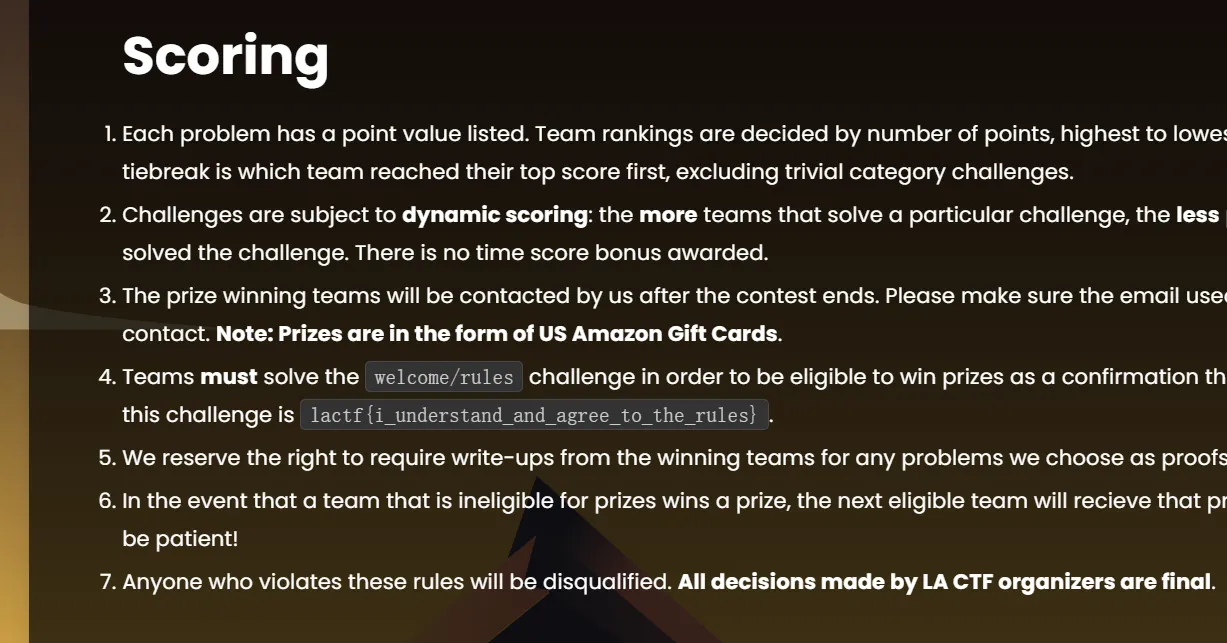 Scoring
1. Each problem has a point value listed. Team rankings are decided by number of points, highest to
tiebreak is which team reached their top score first, excluding trivial category challenges.
2. Challenges are subject to dynamic scoring: the more teams that solve a particular challenge, the less
solved the challenge. There is no time score bonus awarded.
3. The prize winning teams will be contacted by us after the contest ends. Please make sure the email
contact. Note: Prizes are in the form of US Amazon Gift Cards.
4. Teams must solve the welcome/rules challenge in order to be eligible to win prizes as a confirmation
this challenge is lactf{i_understand_and_agree_to_the_rules}.
5. We reserve the right to require write-ups from the winning teams for any problems we choose as proofs
6. In the event that a team that is ineligible for prizes wins a prize, the next eligible team will recieve that
be patient!
7. Anyone who violates these rules will be disqualified. All decisions made by LA CTF organizers are final.